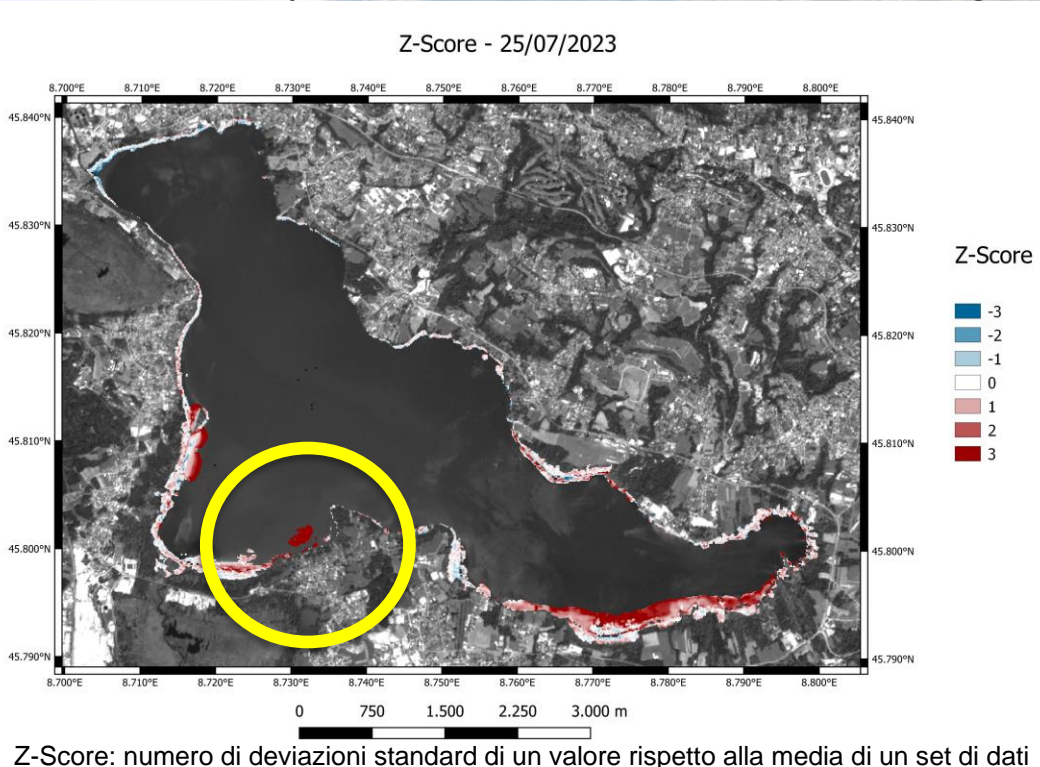 Z-Score - 25/07/2023
8.700°E 8.710°E 8.720°E 8.730°E 8.740°E 8.750°E 8.760°E 8.770°E 8.780°E 8.790°E 8.800°E
45.840°N 45.840°N
45.830°N 45.830°N
Z-Score
-3
45.820°N 45.820°N
-2
-1
0
1
45.810°N 45.810°N
2
3
45.800°N 45.800°N
45.790°N 45.790°N
8.700°E 8.710°E 8.720°E 8.730°E 8.740°E 8.750°E 8.760°E 8.770°E 8.780°E 8.790°E 8.800°E
0 750 1.500 2.250 3.000 m
Z-Score: numero di deviazioni standard di un valore rispetto alla media di un set di dati